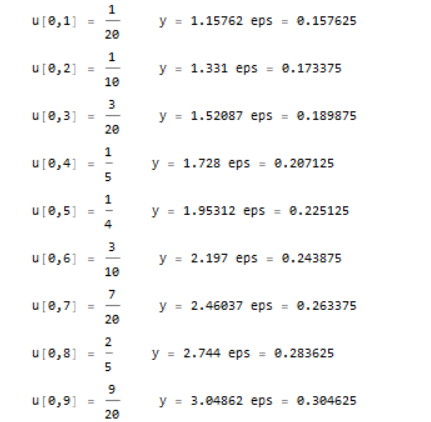 u[0,1] = 1/20 y = 1.15762 eps = 0.157625
u[0,2] = 1/10 y = 1.331 eps = 0.173375
u[0,3] = 3/20 y = 1.52087 eps = 0.189875
u[0,4] = 1/5 y = 1.728 eps = 0.207125
u[0,5] = 1/4 y = 1.95312 eps = 0.225125
u[0,6] = 3/10 y = 2.197 eps = 0.243875
u[0,7] = 7/20 y = 2.46037 eps = 0.263375
u[0,8] = 2/5 y = 2.744 eps = 0.283625
u[0,9] = 9/20 y = 3.04862 eps = 0.304625